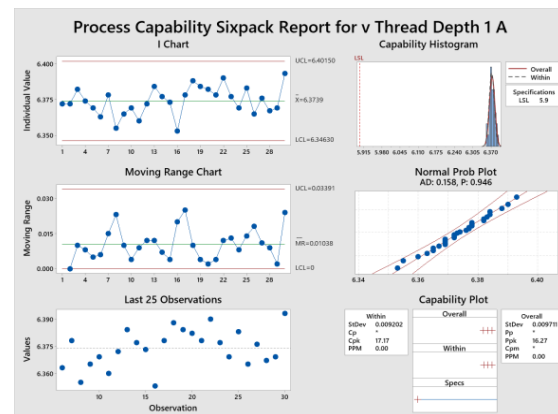 Process Capability Sixpack Report for v Thread Depth 1 A
I Chart
Individual Value
6.400
6.375
6.350
UCL=6.40150
X=6.3739
LCL=6.34630
1 4 7 10 13 16 19 22 25 28
Capability Histogram
LSL
5.915 5.980 6.045 6.110 6.175 6.240 6.305 6.370
Overall
Within
Specifications
LSL 5.9
Moving Range Chart
Moving Range
0.030
0.015
0.000
UCL=0.03391
MR=0.01038
LCL=0
1 4 7 10 13 16 19 22 25 28
Normal Prob Plot
AD: 0.158, P: 0.946
6.34 6.36 6.38 6.40
Last 25 Observations
Values
6.390
6.375
6.360
10 15 20 25 30
Observation
Capability Plot
Within
StDev 0.009202
Cp *
Cpk 17.17
PPM 0.00
Overall
Within
Specs
Overall
StDev 0.009711
Pp *
Ppk 16.27
Cpm *
PPM 0.00